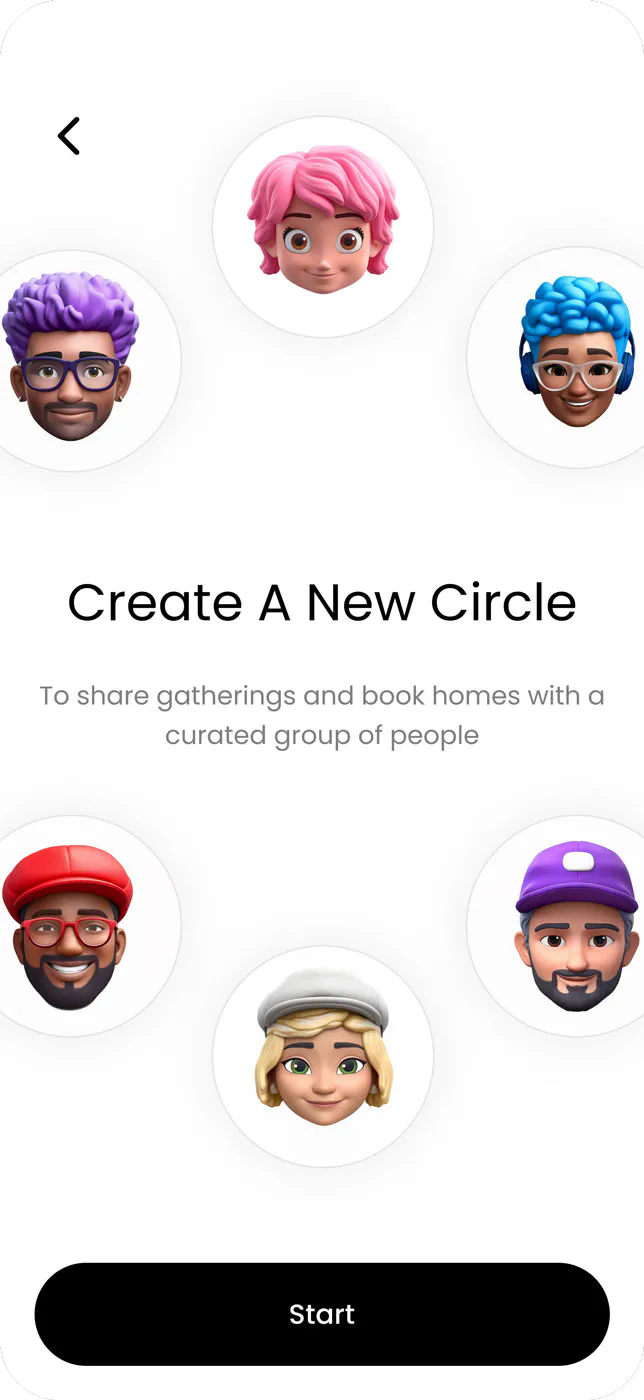 Create A New Circle
To share gatherings and book homes with a
curated group of people
Start